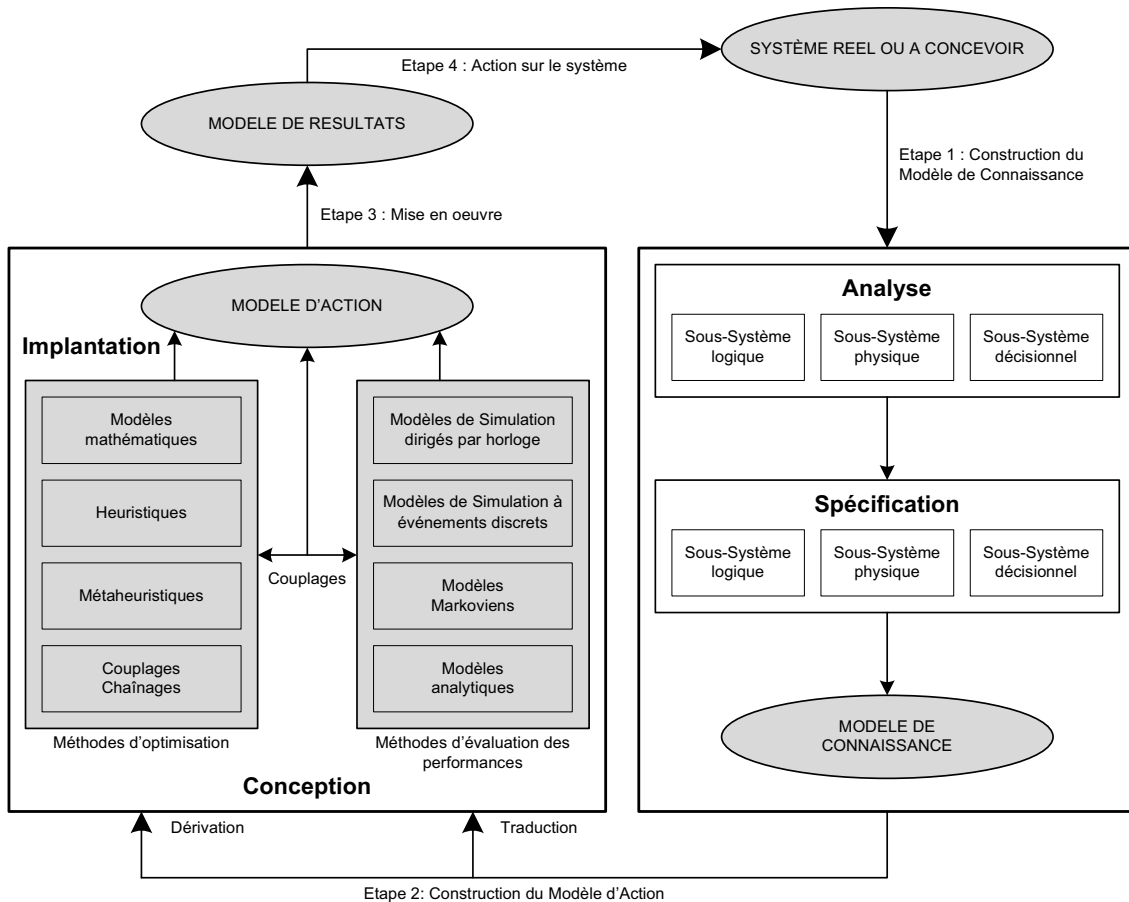 SYSTÈME REEL OU A CONCEVOIR
Etape 4 : Action sur le système
MODELE DE RESULTATS
Etape 1 : Construction du
Modèle de Connaissance
Etape 3 : Mise en oeuvre
MODELE D'ACTION
Implantation
Modèles
mathématiques
Heuristiques
Métaheuristiques
Couplages
Chaînages
Méthodes d'optimisation
Couplages
Modèles de Simulation
dirigés par horloge
Modèles de Simulation à
événements discrets
Modèles
Markoviens
Modèles
analytiques
Méthodes d'évaluation des
performances
Conception
Analyse
Sous-Système
logique
Sous-Système
physique
Sous-Système
décisionnel
Spécification
Sous-Système
logique
Sous-Système
physique
Sous-Système
décisionnel
MODELE DE
CONNAISSANCE
Dérivation
Traduction
Etape 2: Construction du Modèle d'Action